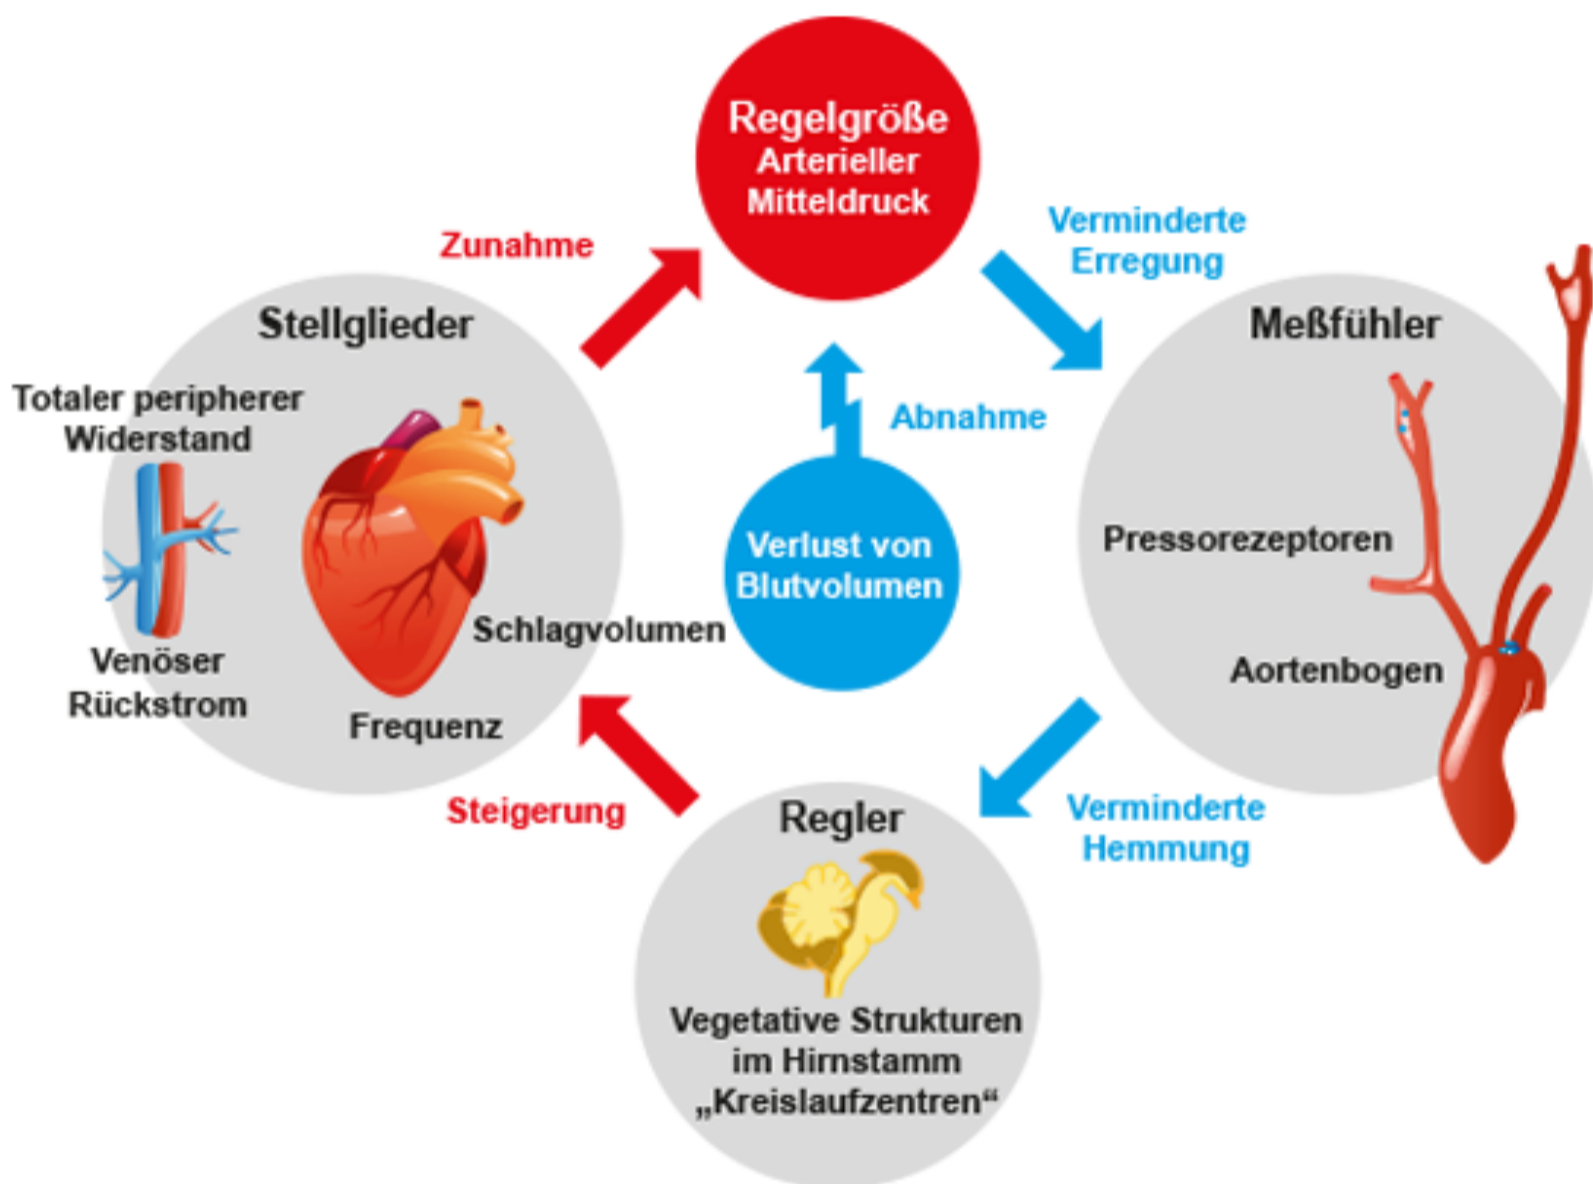 Regelgröße
Arterieller
Mitteldruck
Verminderte
Erregung
Meßfühler
Pressorezeptoren
Aortenbogen
Verminderte
Hemmung
Regler
Vegetative Strukturen
im Hirnstamm
„Kreislaufzentren“
Steigerung
Stellglieder
Totaler peripherer
Widerstand
Schlagvolumen
Venöser
Rückstrom
Frequenz
Zunahme
Abnahme
Verlust von
Blutvolumen